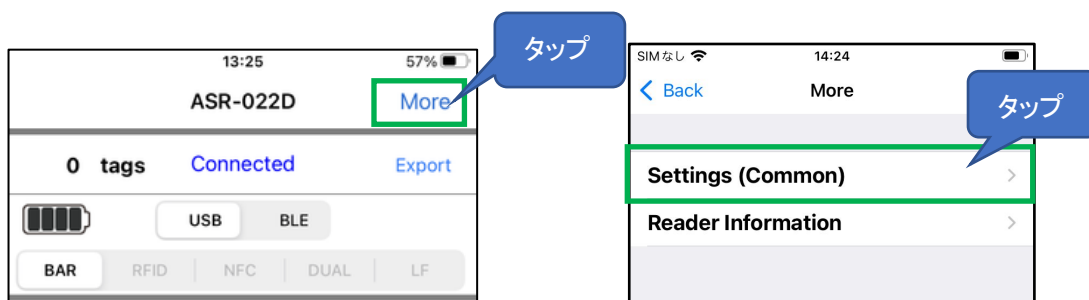 タップ
13:25 57%
ASR-022D More
0 tags Connected Export
USB BLE
BAR RFID NFC DUAL LF
SIMなし 14:24
Back More
タップ
Settings (Common)
Reader Information